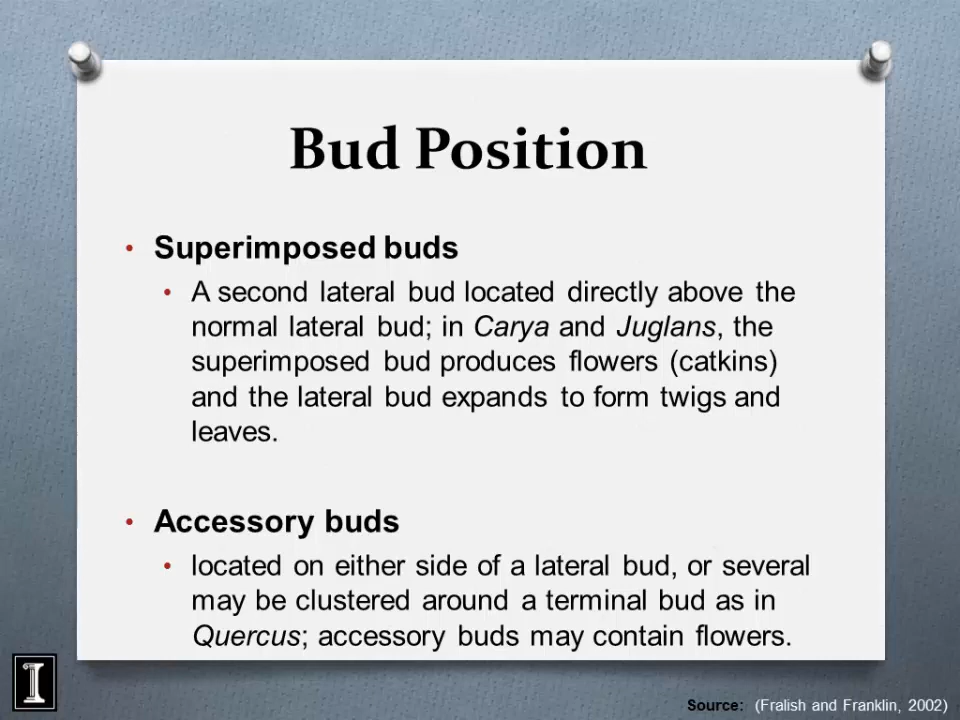 Bud Position
• Superimposed buds
• A second lateral bud located directly above the
normal lateral bud; in Carya and Juglans, the
superimposed bud produces flowers (catkins)
and the lateral bud expands to form twigs and
leaves.
• Accessory buds
• located on either side of a lateral bud, or several
may be clustered around a terminal bud as in
Quercus; accessory buds may contain flowers.
I
Source: (Fralish and Franklin, 2002)